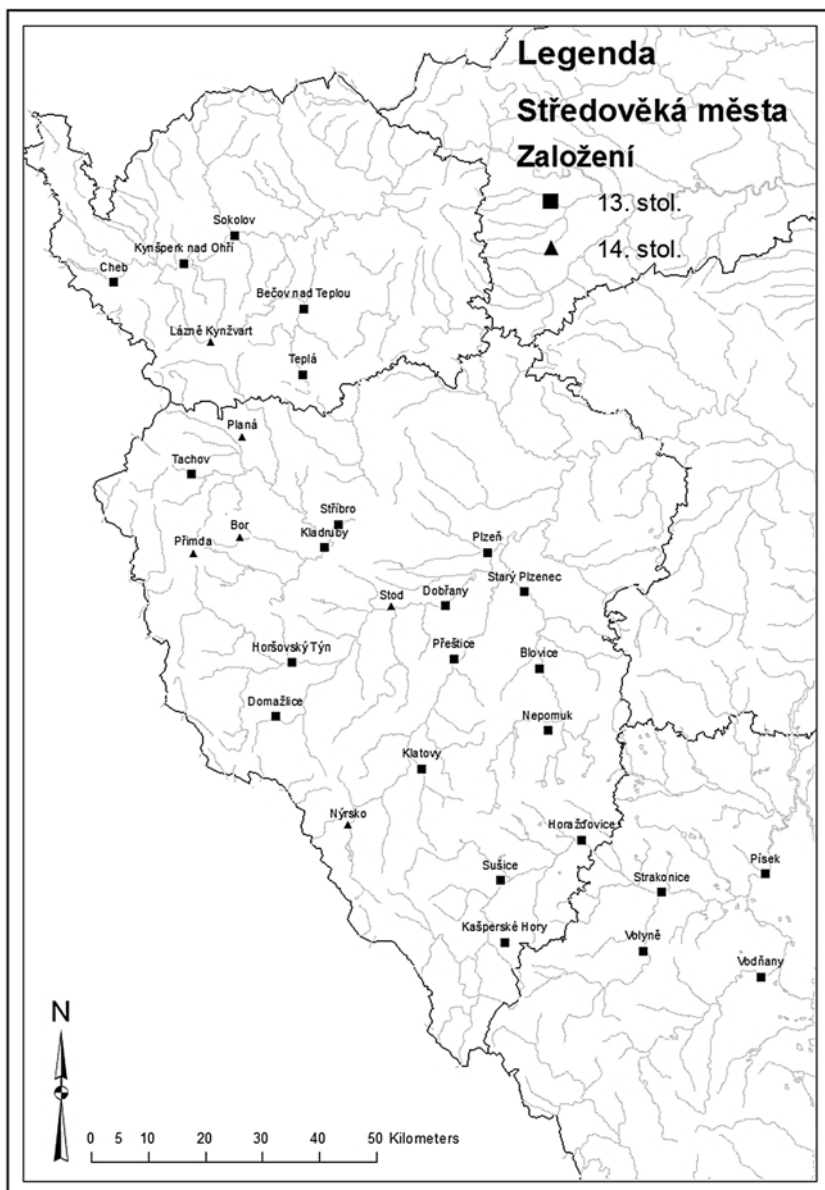 Legenda
Středověká města
Založení
13. stol.
14. stol.
Sokolov
Kynšperk nad Ohří
Cheb
Bečov nad Teplou
Lázně Kynžvart
Teplá
Planá
Tachov
Stříbro
Bor
Kladruby
Přimda
Plzeň
Starý Plzenec
Stod
Dobřany
Horšovský Týn
Přeštice
Blovice
Domažlice
Nepomuk
Klatovy
Nýrsko
Horažďovice
Sušice
Strakonice
Písek
Kašperské Hory
Volyně
Vodňany
N
0 5 10 20 30 40 50 Kilometers